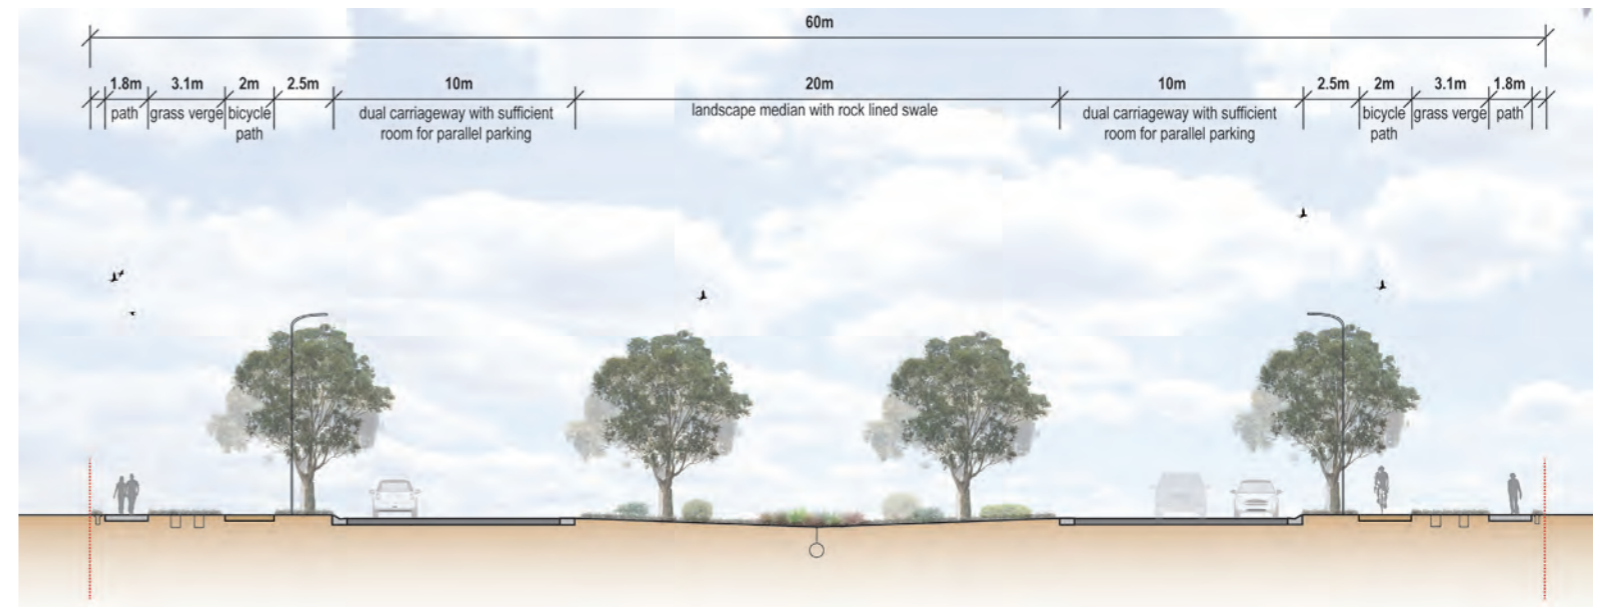 60m
1.8m 3.1m 2m 2.5m 10m 20m 10m 2.5m 2m 3.1m 1.8m
path grass verge bicycle path
dual carriageway with sufficient
room for parallel parking
landscape median with rock lined swale
dual carriageway with sufficient
room for parallel parking
bicycle path grass verge path